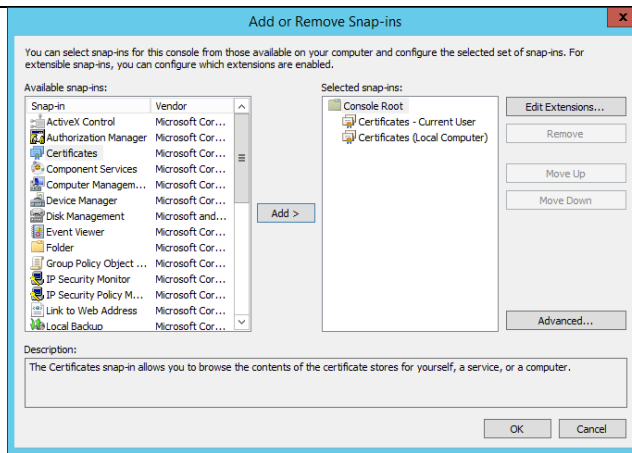 Add or Remove Snap-ins
x
You can select snap-ins for this console from those available on your computer and configure the selected set of snap-ins. For
extensible snap-ins, you can configure which extensions are enabled.
Available snap-ins:
Snap-in Vendor
ActiveX Control Microsoft Cor...
Authorization Manager Microsoft Cor...
Certificates Microsoft Cor...
Component Services Microsoft Cor...
Computer Managem... Microsoft Cor...
Device Manager Microsoft Cor...
Disk Management Microsoft and...
Event Viewer Microsoft Cor...
Folder Microsoft Cor...
Group Policy Object ... Microsoft Cor...
IP Security Monitor Microsoft Cor...
IP Security Policy M... Microsoft Cor...
Link to Web Address Microsoft Cor...
Local Backup Microsoft Cor...
Add >
Selected snap-ins:
Console Root
Certificates - Current User
Certificates (Local Computer)
Edit Extensions...
Remove
Move Up
Move Down
Advanced...
Description:
The Certificates snap-in allows you to browse the contents of the certificate stores for yourself, a service, or a computer.
OK
Cancel